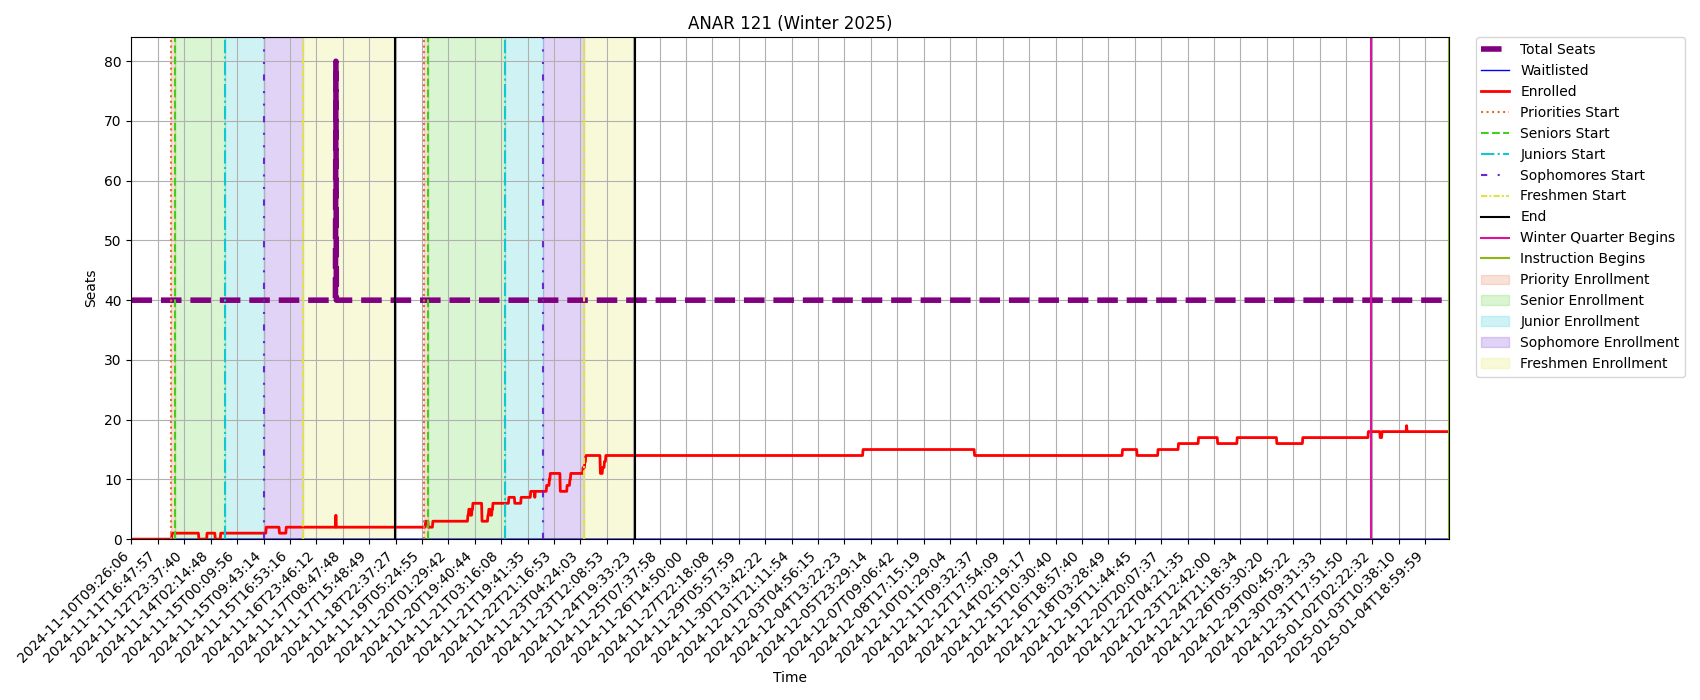 ANAR 121 (Winter 2025)
Seats
80
70
60
50
40
30
20
10
0
2024-11-10T09:26:06
2024-11-11T16:47:57
2024-11-12T23:37:40
2024-11-14T02:14:48
2024-11-15T00:09:56
2024-11-15T09:43:14
2024-11-15T16:53:16
2024-11-16T23:46:12
2024-11-17T08:47:48
2024-11-17T15:48:49
2024-11-18T22:37:27
2024-11-19T05:24:55
2024-11-20T01:29:42
2024-11-20T19:40:44
2024-11-21T03:16:08
2024-11-21T19:41:35
2024-11-22T21:16:53
2024-11-23T04:24:03
2024-11-23T12:08:53
2024-11-24T19:33:23
2024-11-25T07:37:58
2024-11-26T14:50:00
2024-11-27T22:18:08
2024-11-29T05:57:59
2024-11-30T13:42:22
2024-12-01T21:11:54
2024-12-03T04:56:15
2024-12-04T13:22:23
2024-12-05T23:29:14
2024-12-07T09:06:42
2024-12-08T17:15:19
2024-12-10T01:29:04
2024-12-11T09:32:37
2024-12-12T17:54:09
2024-12-14T02:19:17
2024-12-15T10:30:40
2024-12-16T18:57:40
2024-12-18T03:28:49
2024-12-19T11:44:45
2024-12-20T20:07:37
2024-12-22T04:21:35
2024-12-23T12:42:00
2024-12-24T21:18:34
2024-12-26T05:30:20
2024-12-29T00:45:22
2024-12-30T09:31:33
2024-12-31T17:51:50
2025-01-02T02:22:32
2025-01-03T10:38:10
2025-01-04T18:59:59
Time
Total Seats
Waitlisted
Enrolled
Priorities Start
Seniors Start
Juniors Start
Sophomores Start
Freshmen Start
End
Winter Quarter Begins
Instruction Begins
Priority Enrollment
Senior Enrollment
Junior Enrollment
Sophomore Enrollment
Freshmen Enrollment